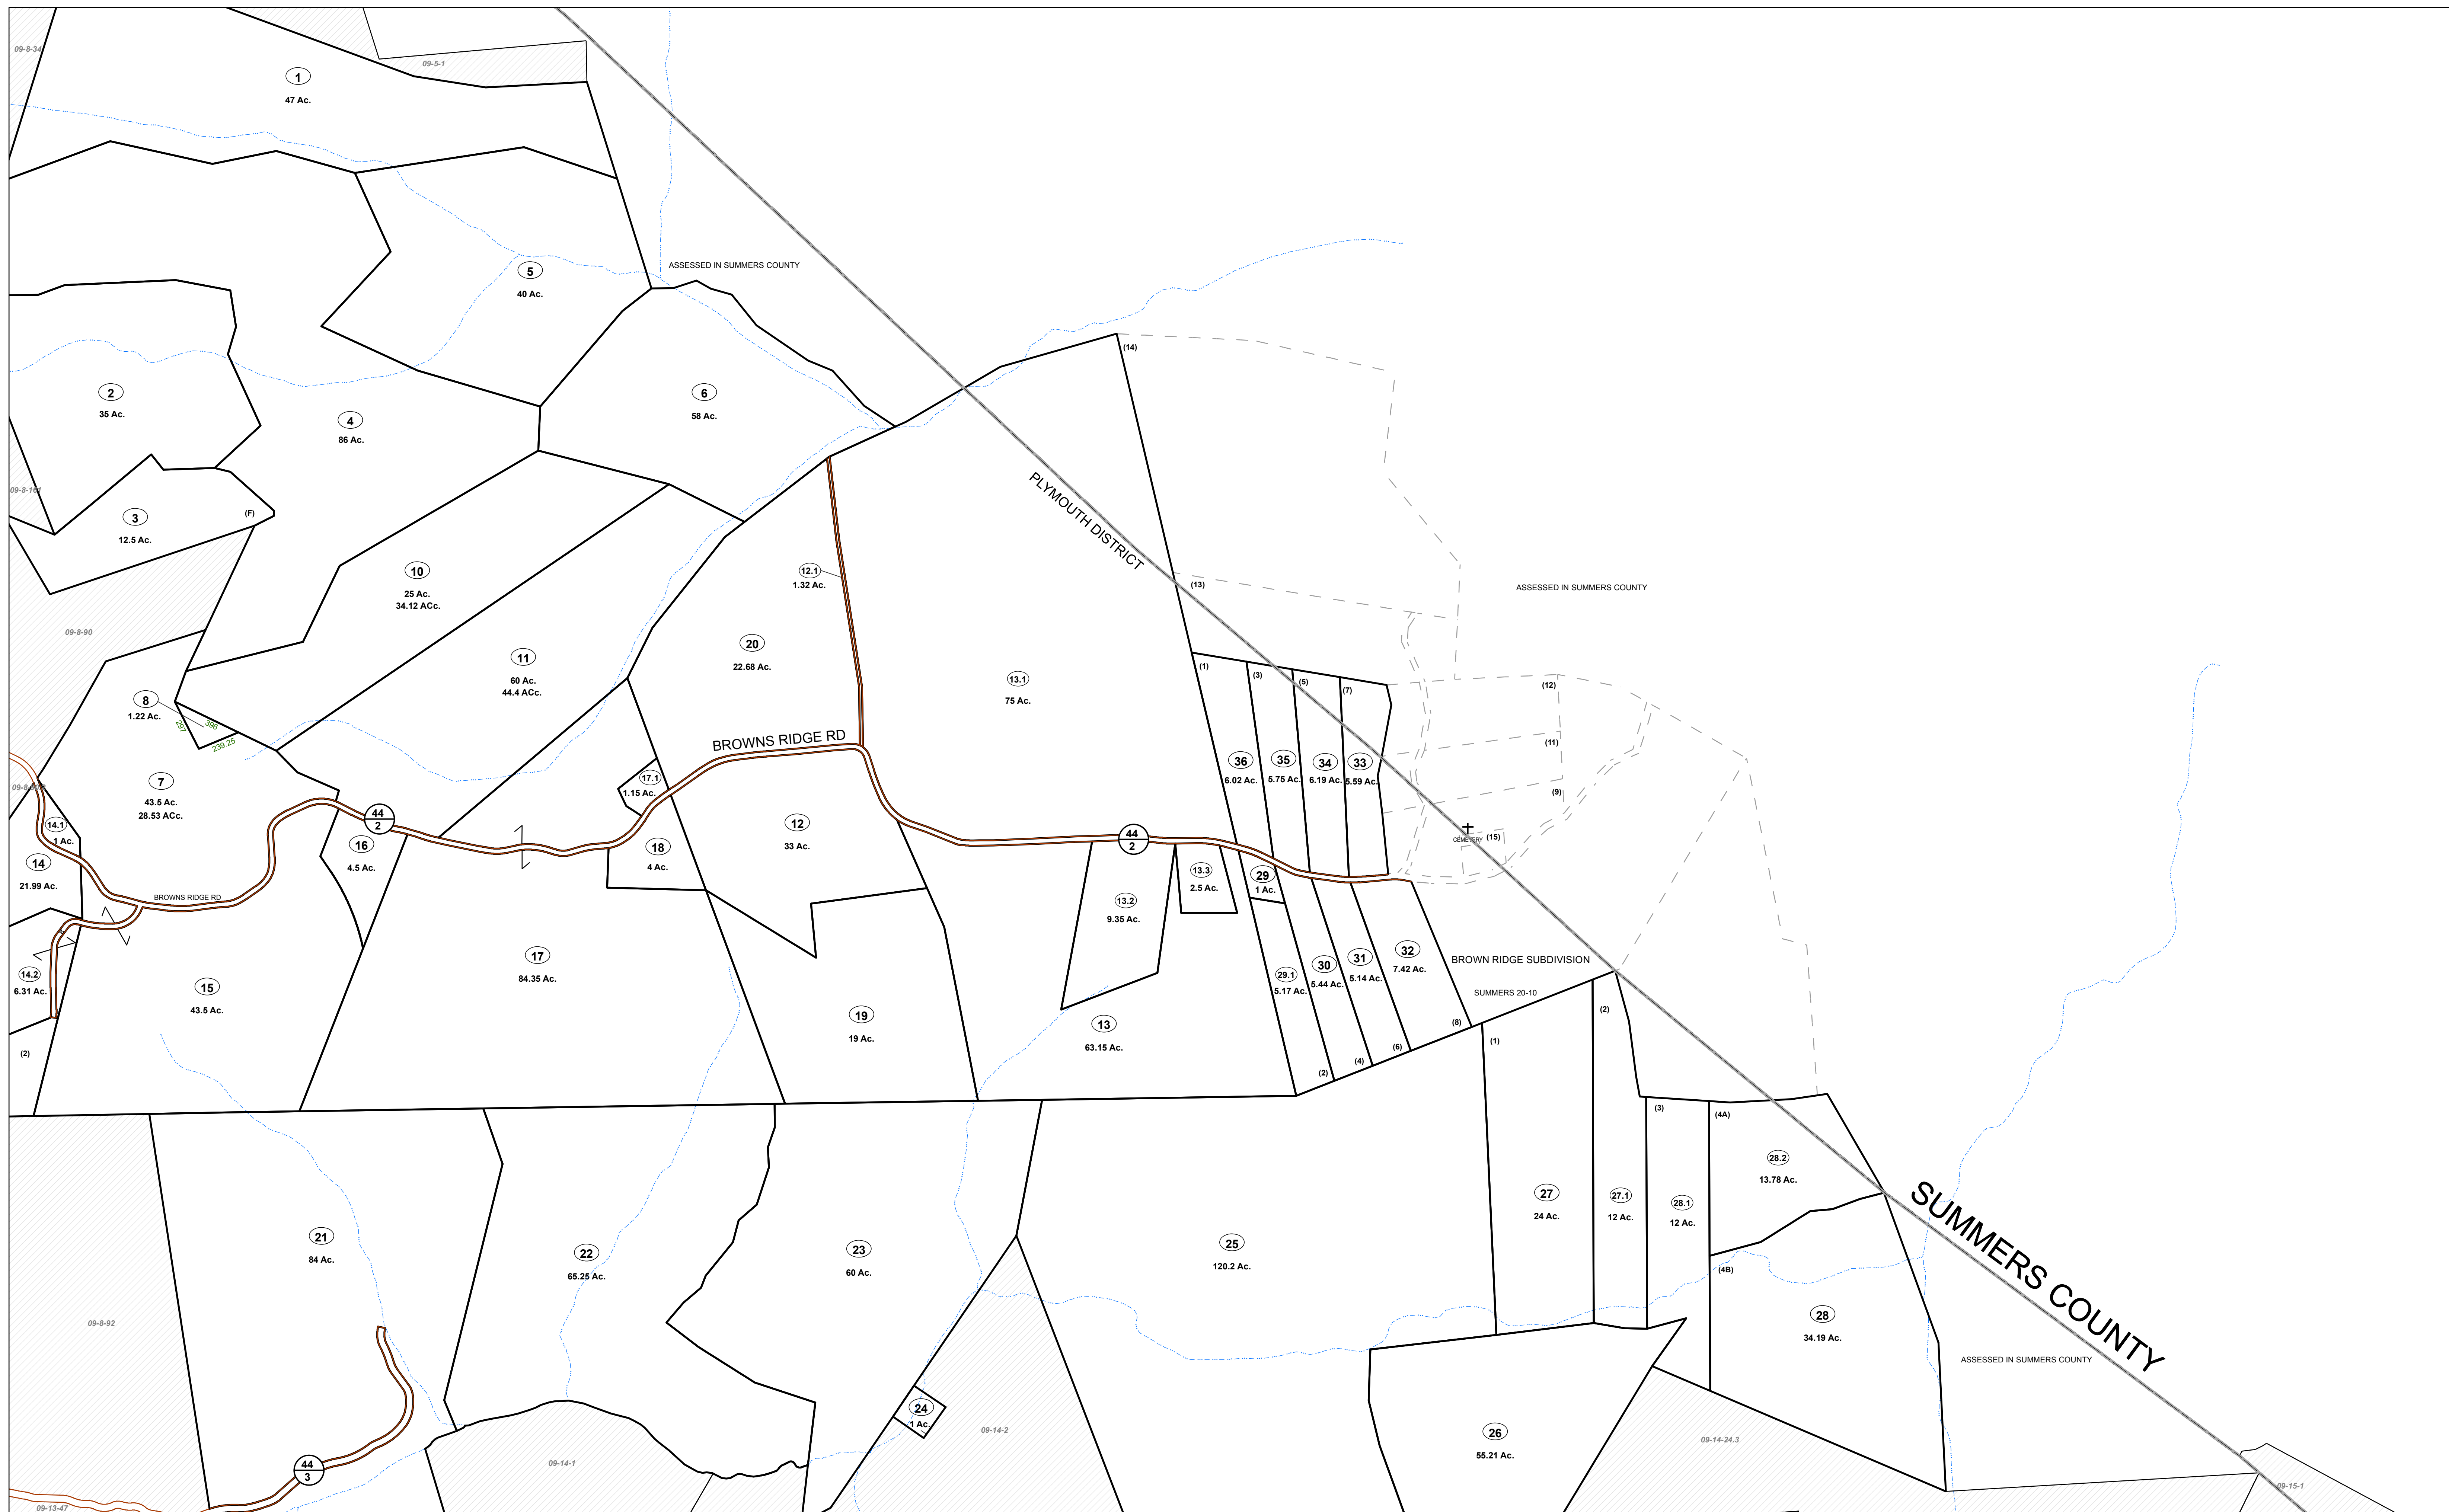 09-8-34
09-5-1
1
47 Ac.
5
40 Ac.
ASSESSED IN SUMMERS COUNTY
(14)
2
35 Ac.
6
58 Ac.
4
86 Ac.
PLYMOUTH DISTRICT
3
12.5 Ac.
(F)
10
25 Ac.
34.12 ACc.
12.1
1.32 Ac.
(13)
ASSESSED IN SUMMERS COUNTY
09-8-90
20
22.68 Ac.
11
60 Ac.
44.4 ACc.
13.1
75 Ac.
(1)
(3)
(5)
(7)
(12)
8
1.22 Ac.
297
396
239.25
BROWNS RIDGE RD
(11)
36
6.02 Ac.
35
5.75 Ac.
34
6.19 Ac.
33
5.59 Ac.
17.1
1.15 Ac.
7
43.5 Ac.
28.53 ACc.
(9)
44
2
14.1
1 Ac.
12
33 Ac.
16
4.5 Ac.
18
4 Ac.
44
2
CEMETERY
(15)
14
21.99 Ac.
13.3
2.5 Ac.
29
1 Ac.
BROWNS RIDGE RD
13.2
9.35 Ac.
17
84.35 Ac.
32
7.42 Ac.
31
5.14 Ac.
30
5.44 Ac.
29.1
5.17 Ac.
BROWN RIDGE SUBDIVISION
14.2
6.31 Ac.
15
43.5 Ac.
SUMMERS 20-10
19
19 Ac.
13
63.15 Ac.
(2)
(8)
(6)
(4)
(2)
(1)
(2)
(3)
(4A)
28.2
13.78 Ac.
27
24 Ac.
27.1
12 Ac.
28.1
12 Ac.
SUMMERS COUNTY
21
84 Ac.
22
65.25 Ac.
23
60 Ac.
25
120.2 Ac.
(4B)
28
34.19 Ac.
09-8-92
ASSESSED IN SUMMERS COUNTY
24
1 Ac.
09-14-2
26
55.21 Ac.
09-14-24.3
09-14-1
44
3
09-15-1
09-13-47